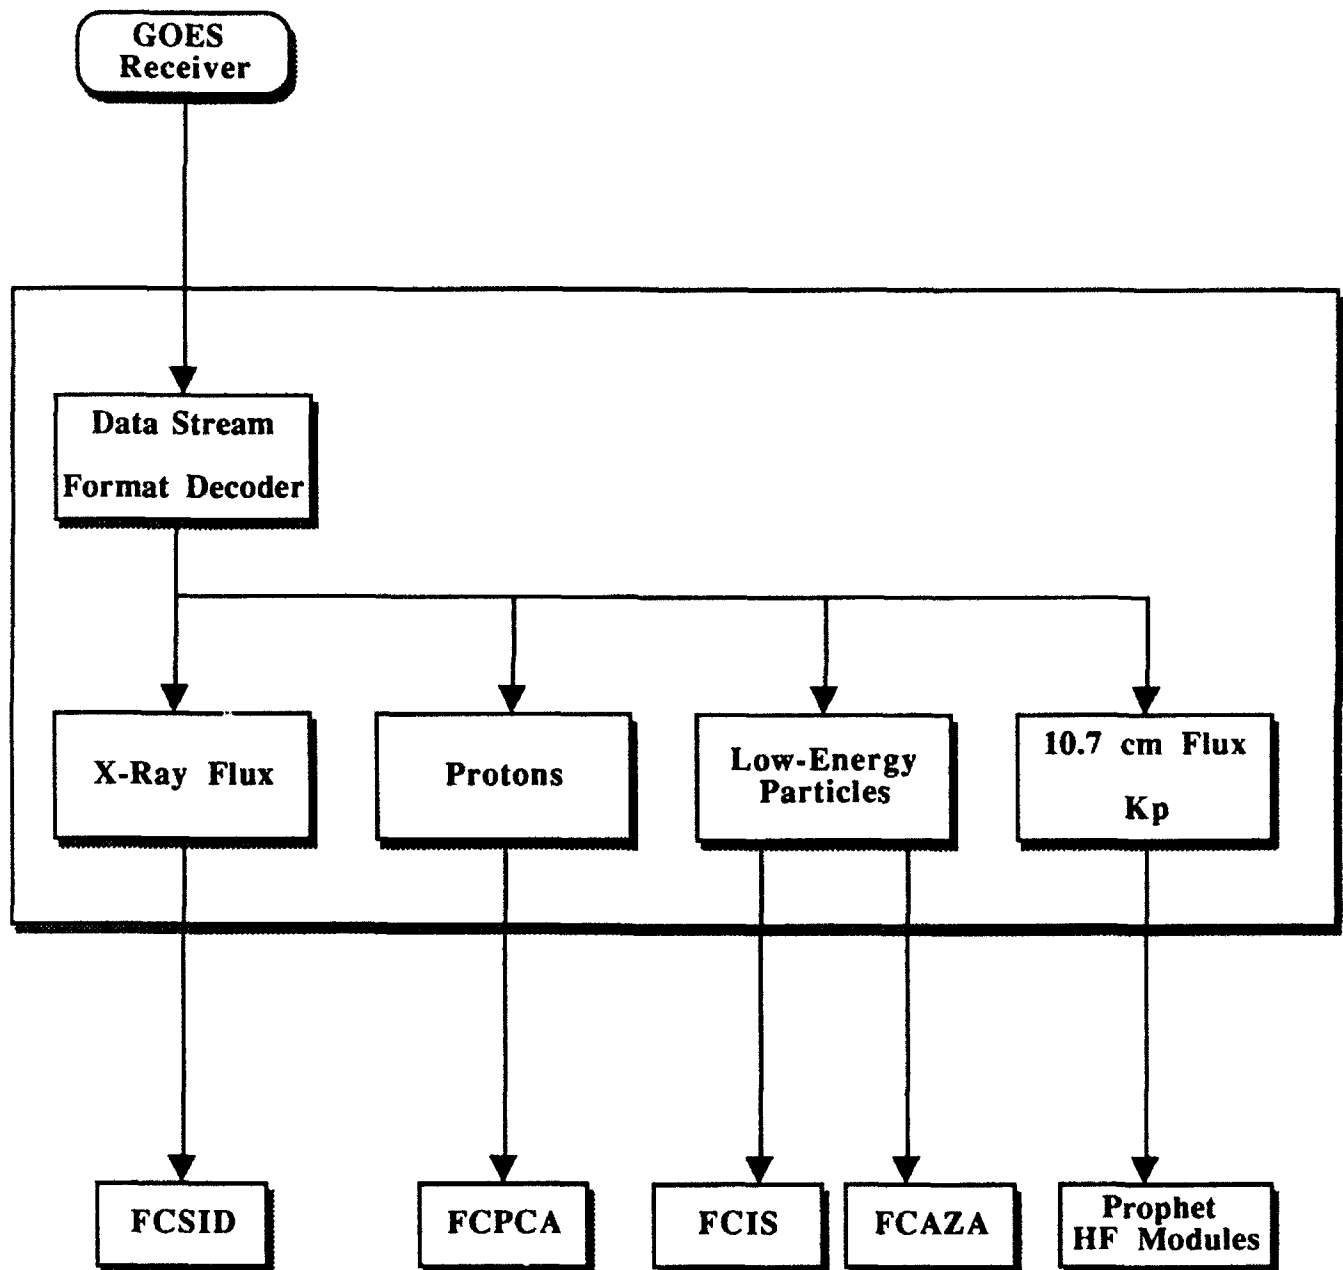 GOES
Receiver
Data Stream
Format Decoder
X-Ray Flux
Protons
Low-Energy
Particles
10.7 cm Flux
Kp
FCSID
FCPCA
FCIS
FCAZA
Prophet
HF Modules